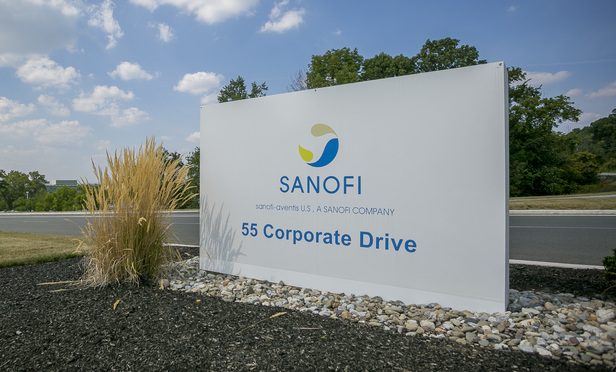 SANOFI
sanofi-aventis U.S., A SANOFI COMPANY
55 Corporate Drive